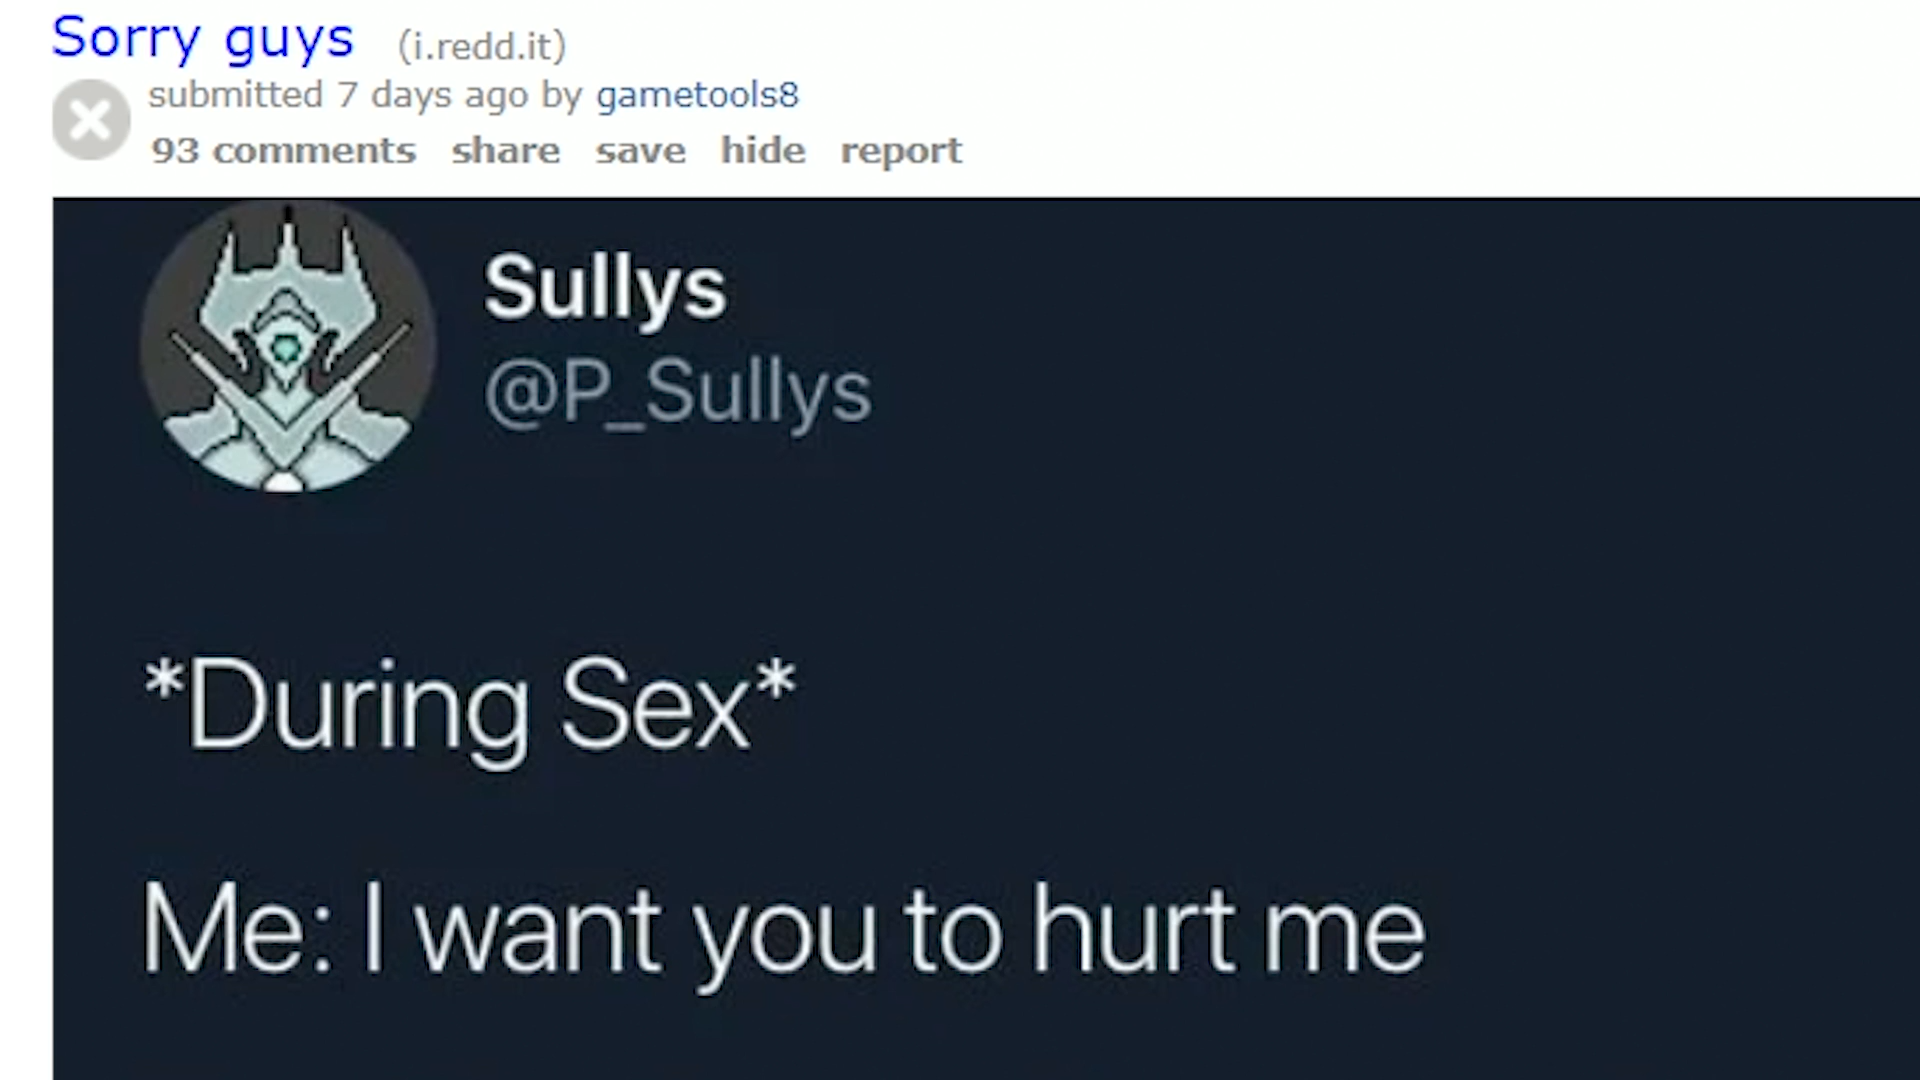 Sorry guys (i.redd.it)
submitted 7 days ago by gametools8
93 comments share save hide report
Sullys
@P_Sullys
*During Sex*
Me: I want you to hurt me